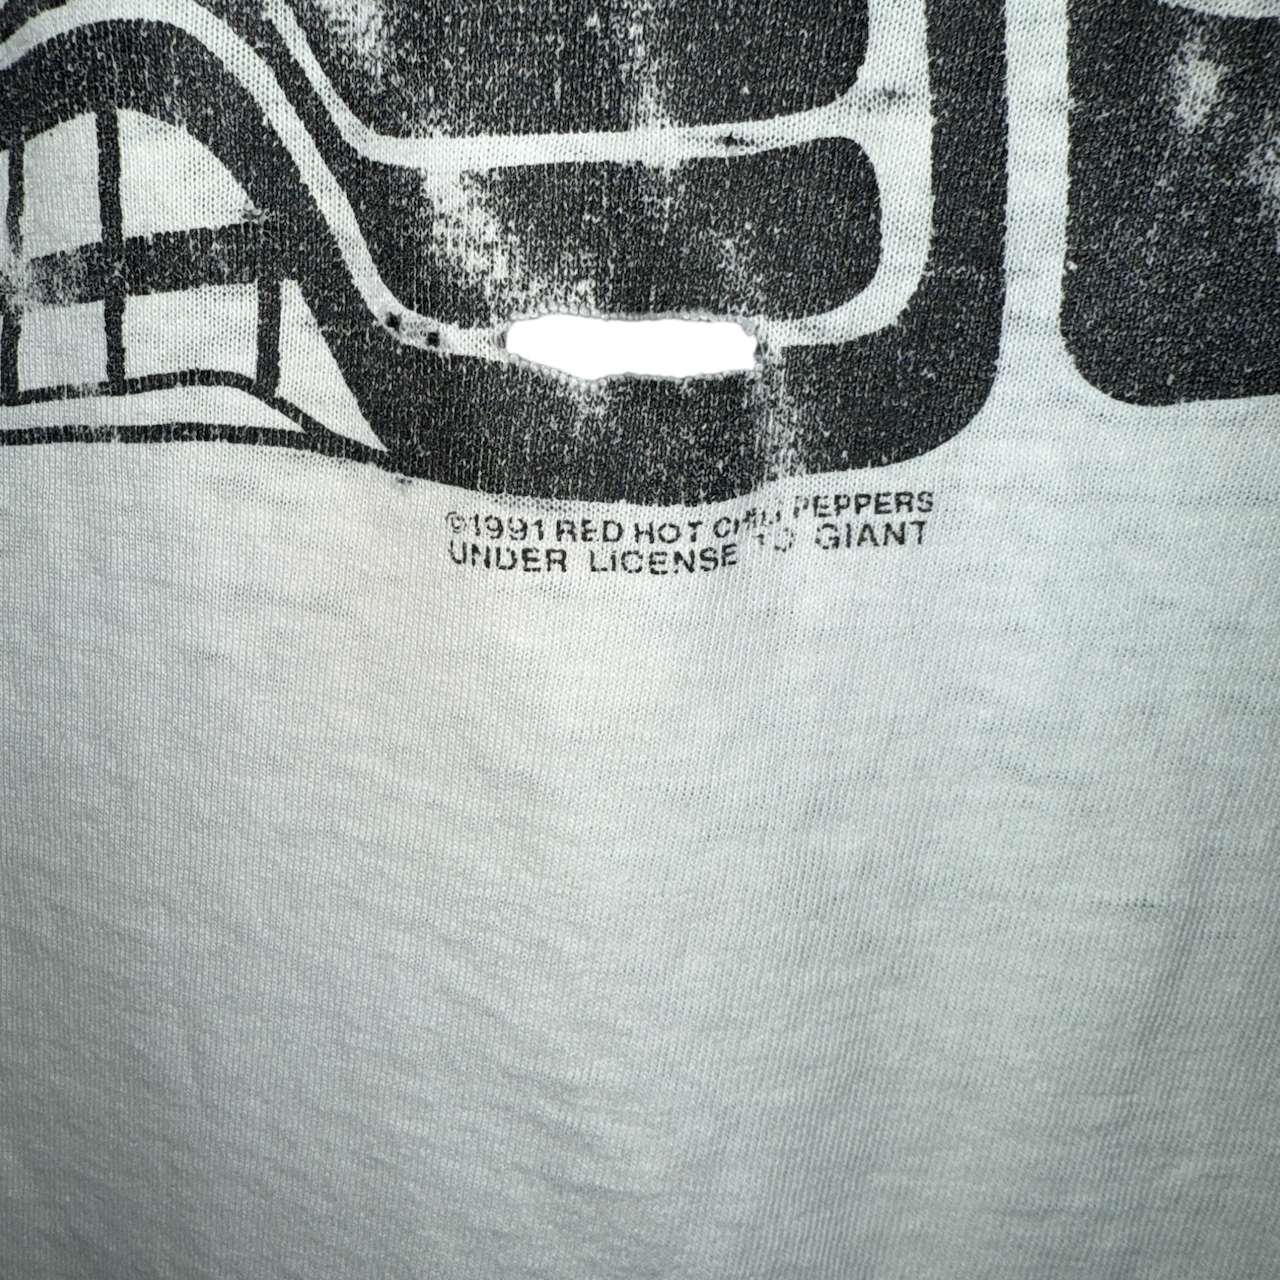 ©1991 RED HOT CHILI PEPPERS
UNDER LICENSE TO GIANT